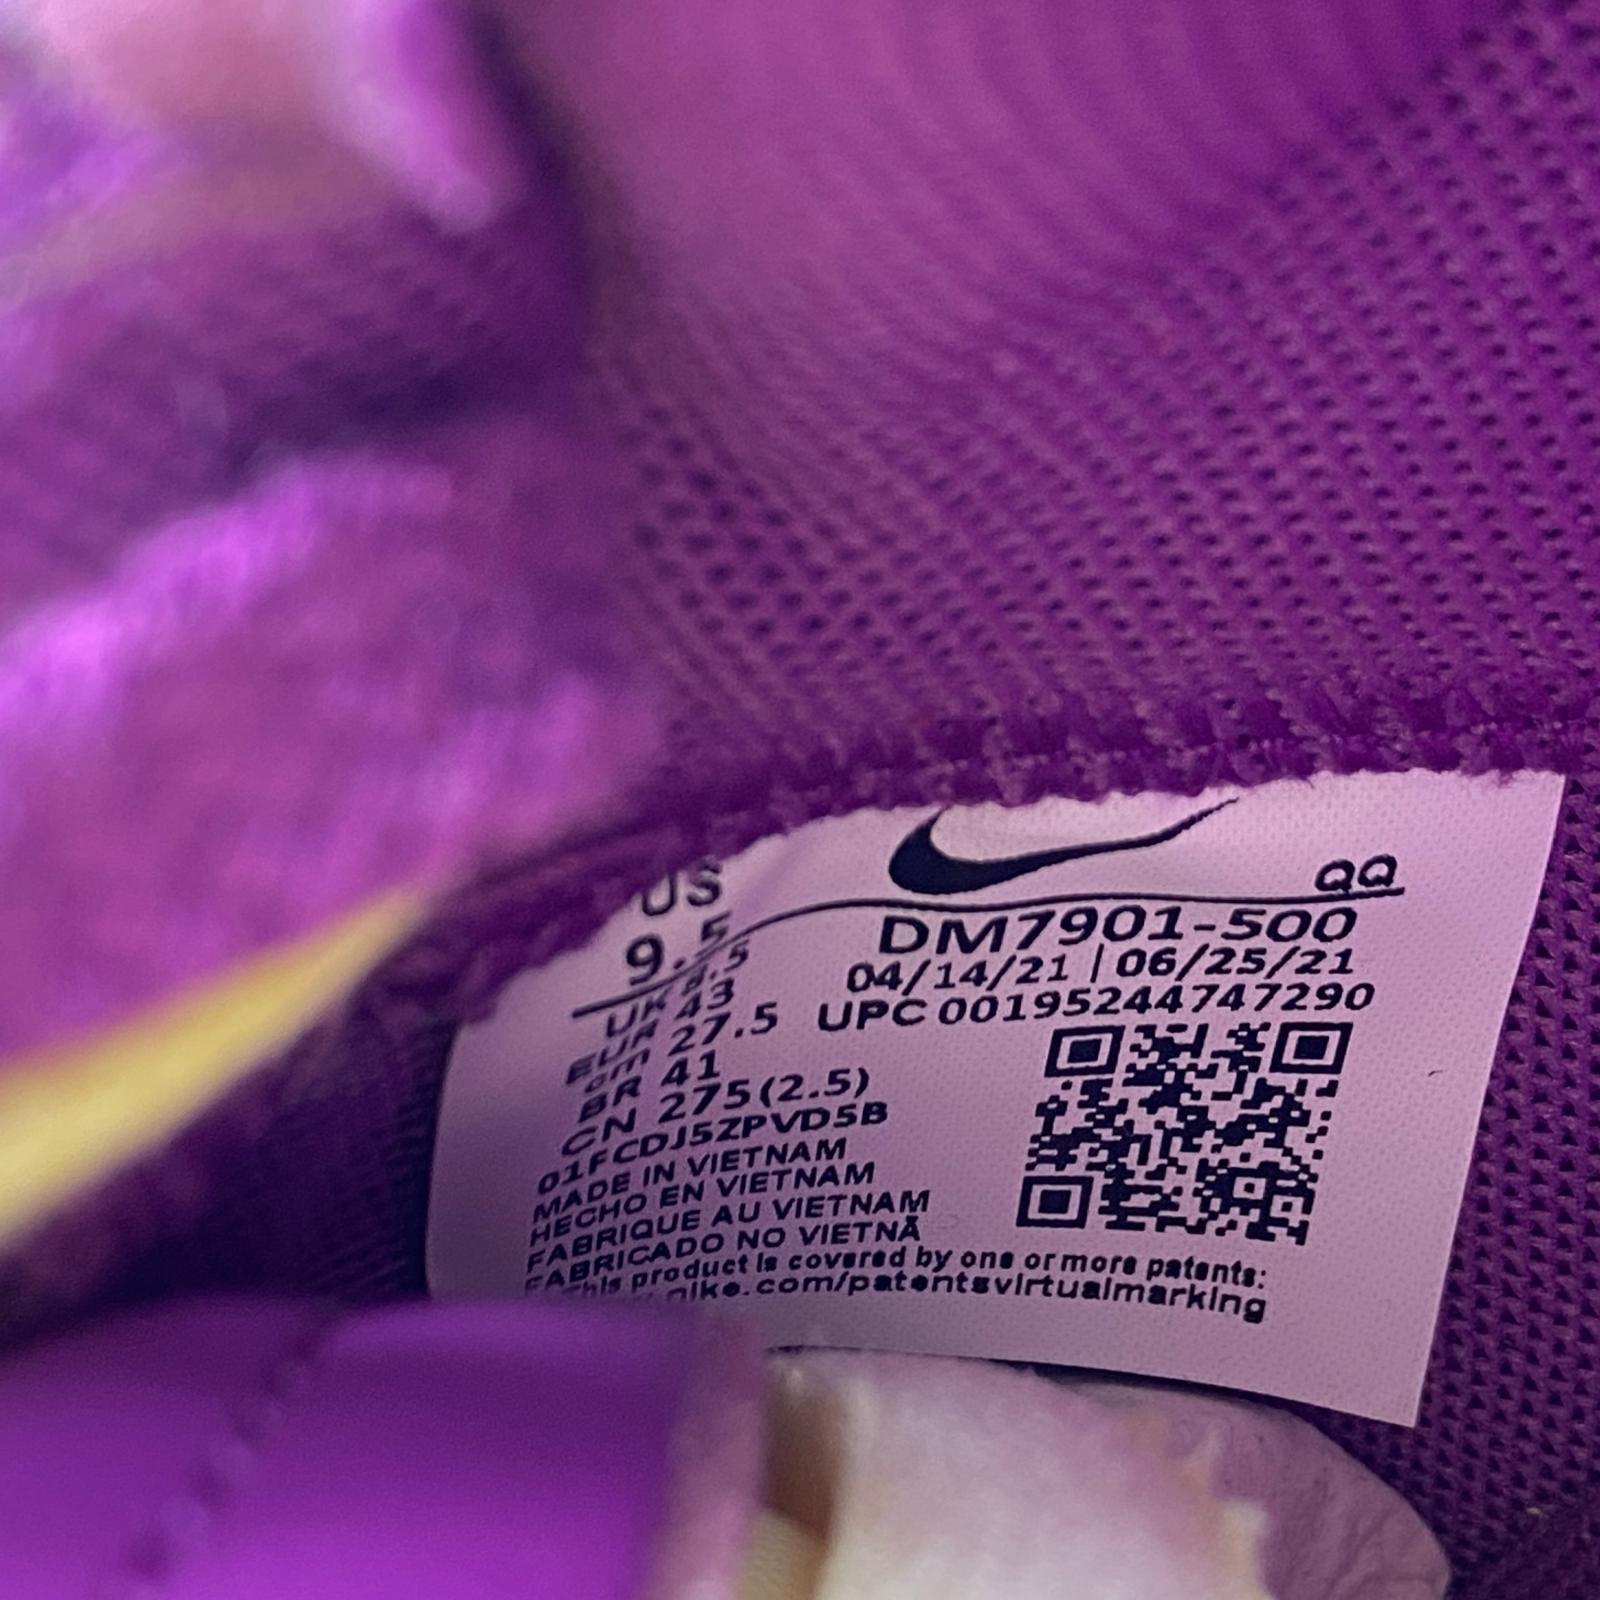 QQ
US
9.5
DM7901-500
04/14/21 | 06/25/21
UPC 00195244747290
UK 8.5
EUR 43
cm 27.5
BR 41
CN 275(2.5)
01FCDJ5ZPVD5B
MADE IN VIETNAM
HECHO EN VIETNAM
FABRIQUE AU VIETNAM
FABRICADO NO VIETNÃ
This product is covered by one or more patents:
nike.com/patentsvirtualmarking